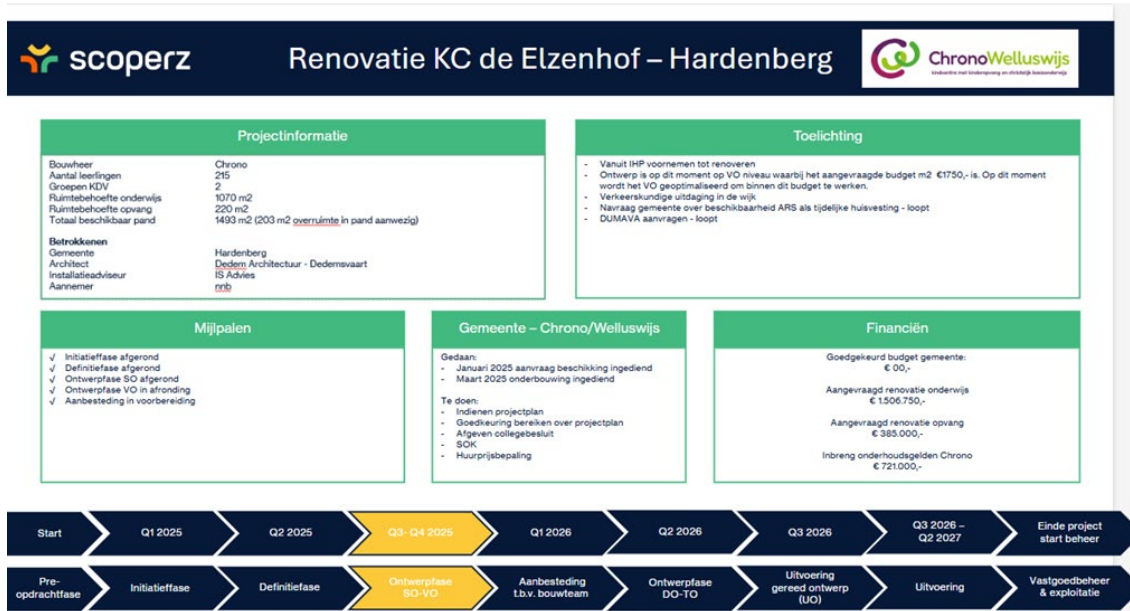 scoperz
Renovatie KC de Elzenhof – Hardenberg
ChronoWelluswijs
kindcentra met kinderopvang en christelijk basisonderwijs
Projectinformatie
Bouwheer Chrono
Aantal leerlingen 215
Groepen KDV 2
Ruimtebehoefte onderwijs 1070 m2
Ruimtebehoefte opvang 220 m2
Totaal beschikbaar pand 1493 m2 (203 m2 overruimte in pand aanwezig)
Betrokkenen
Gemeente Hardenberg
Architect Dedem Architectuur - Dedemsvaart
Installatieadviseur IS Advies
Aannemer nnb
Toelichting
- Vanuit IHP voornemen tot renoveren
- Ontwerp is op dit moment op VO niveau waarbij het aangevraagde budget m2 €1750,- is. Op dit moment
wordt het VO geoptimaliseerd om binnen dit budget te werken.
- Verkeerskundige uitdaging in de wijk
- Navraag gemeente over beschikbaarheid ARS als tijdelijke huisvesting - loopt
- DUMAVA aanvragen - loopt
Mijlpalen
√ Initiatieffase afgerond
√ Definitiefase afgerond
√ Ontwerpfase SO afgerond
√ Ontwerpfase VO in afronding
√ Aanbesteding in voorbereiding
Gemeente – Chrono/Welluswijs
Gedaan:
- Januari 2025 aanvraag beschikking ingediend
- Maart 2025 onderbouwing ingediend
Te doen:
- Indienen projectplan
- Goedkeuring bereiken over projectplan
- Afgeven collegebesluit
- SOK
- Huurprijsbepaling
Financiën
Goedgekeurd budget gemeente:
€ 00,-
Aangevraagd renovatie onderwijs
€ 1.506.750,-
Aangevraagd renovatie opvang
€ 385.000,-
Inbreng onderhoudsgelden Chrono
€ 721.000,-
Start
Q1 2025
Q2 2025
Q3- Q4 2025
Q1 2026
Q2 2026
Q3 2026
Q3 2026 –
Q2 2027
Einde project
start beheer
Pre-
opdrachtfase
Initiatieffase
Definitiefase
Ontwerpfase
SO-VO
Aanbesteding
t.b.v. bouwteam
Ontwerpfase
DO-TO
Uitvoering
gereed ontwerp
(UO)
Uitvoering
Vastgoedbeheer
& exploitatie